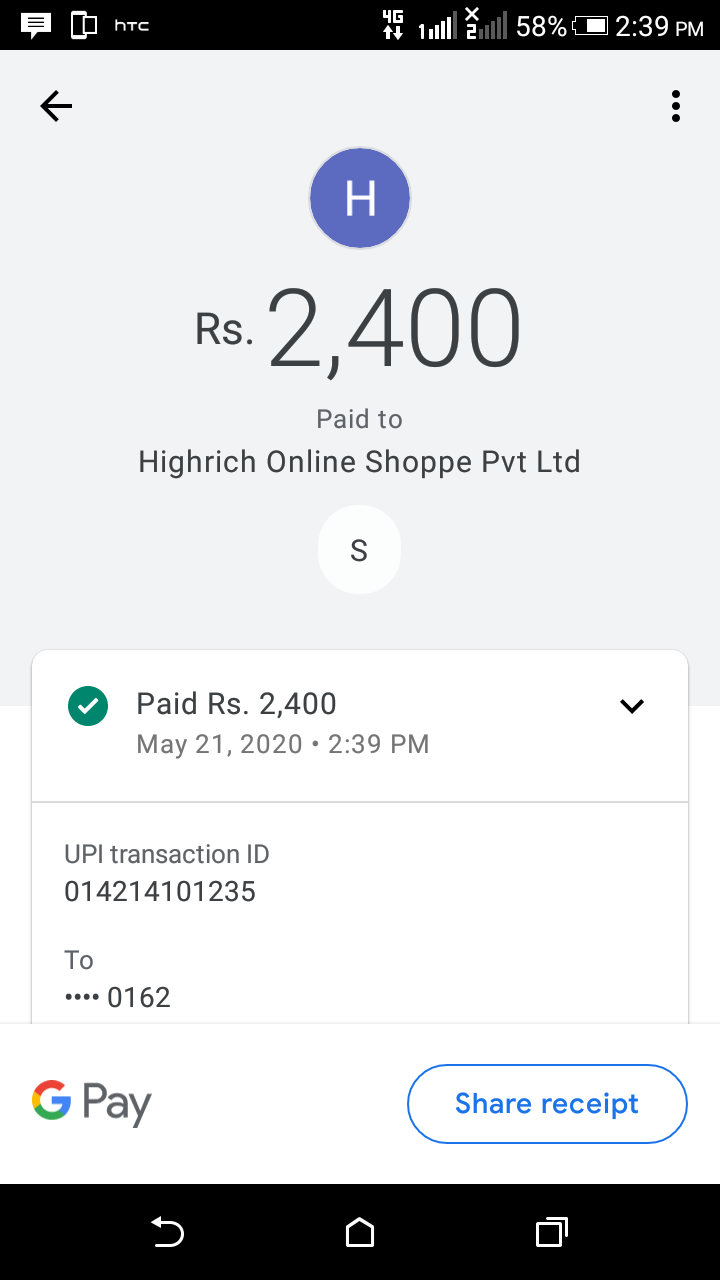 hTC 4G 1 2 58% 2:39 PM
H
Rs. 2,400
Paid to
Highrich Online Shoppe Pvt Ltd
S
Paid Rs. 2,400
May 21, 2020 • 2:39 PM
UPI transaction ID
014214101235
To
•••• 0162
G Pay
Share receipt